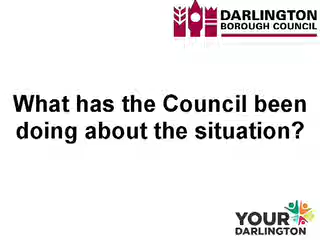 DARLINGTON
BOROUGH COUNCIL
What has the Council been
doing about the situation?
YOUR
DARLINGTON